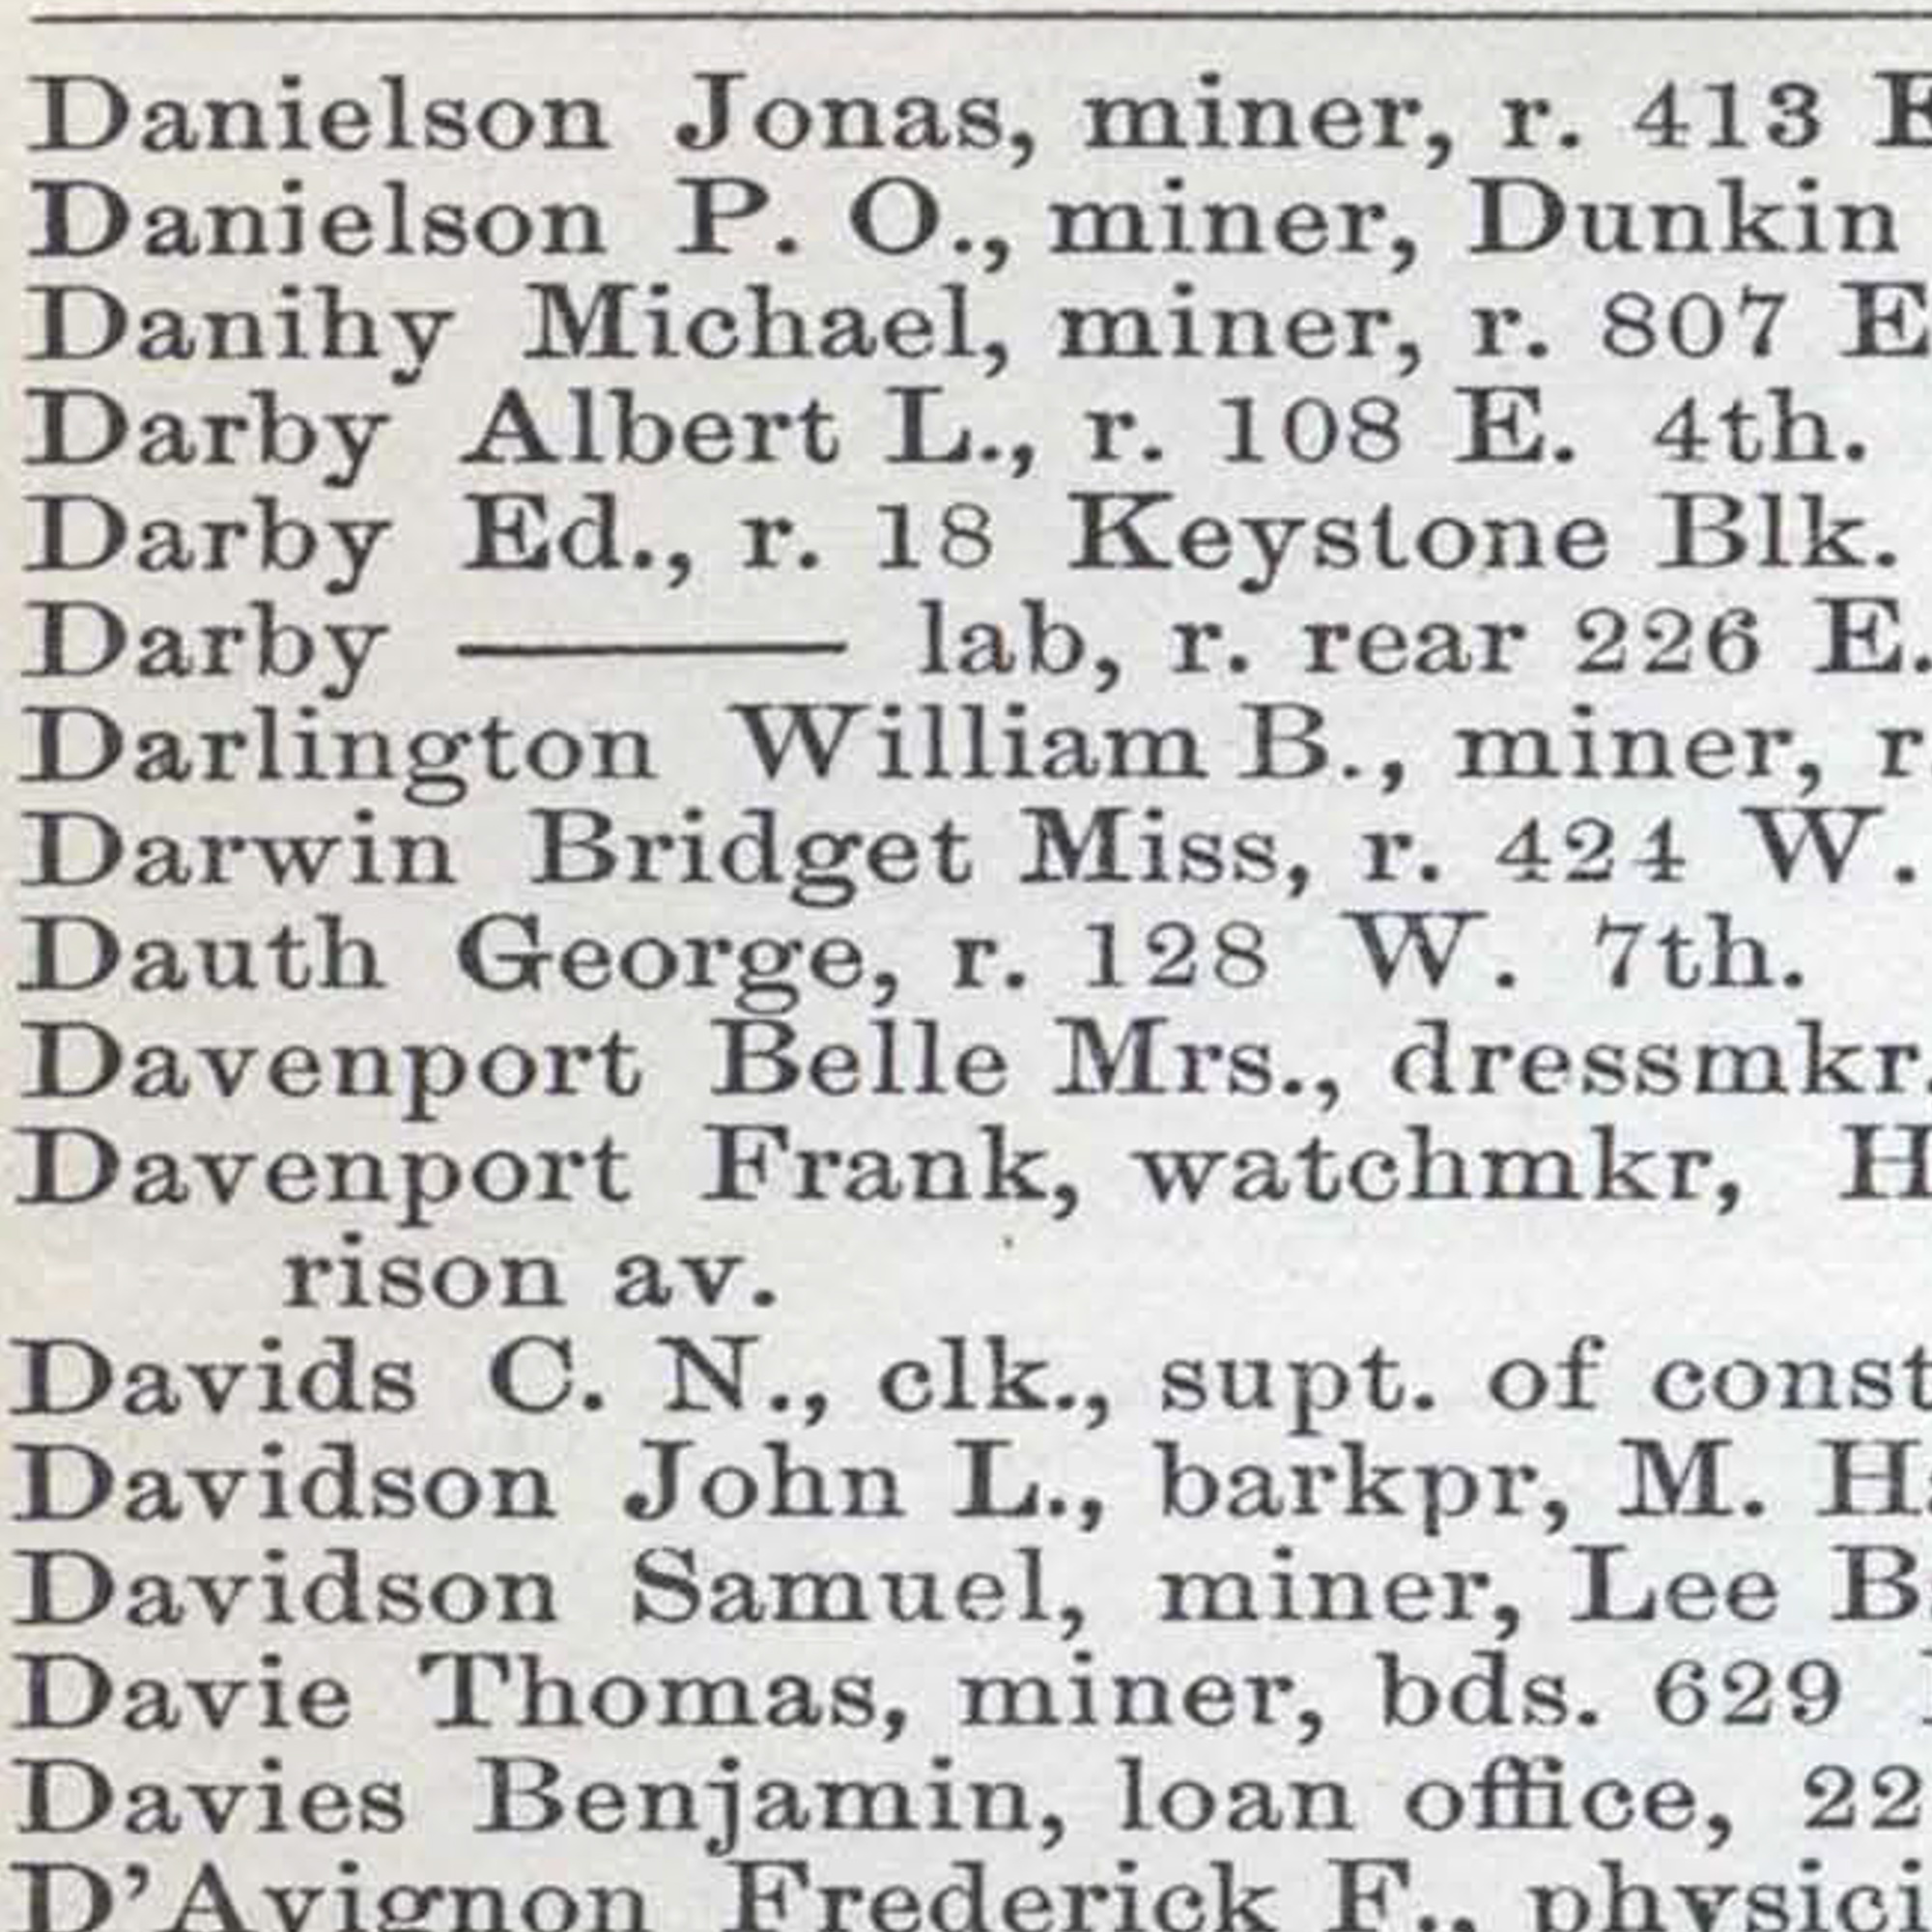 Danielson Jonas, miner, r. 413 E
Danielson P. O., miner, Dunkin
Danihy Michael, miner, r. 807 E
Darby Albert L., r. 108 E. 4th.
Darby Ed., r. 18 Keystone Blk.
Darby ——— lab, r. rear 226 E.
Darlington William B., miner, r
Darwin Bridget Miss, r. 424 W.
Dauth George, r. 128 W. 7th.
Davenport Belle Mrs., dressmkr,
Davenport Frank, watchmkr, H
rison av.
Davids C. N., clk., supt. of const
Davidson John L., barkpr, M. H.
Davidson Samuel, miner, Lee B
Davie Thomas, miner, bds. 629
Davies Benjamin, loan office, 22
D'Avignon Frederick F., physici